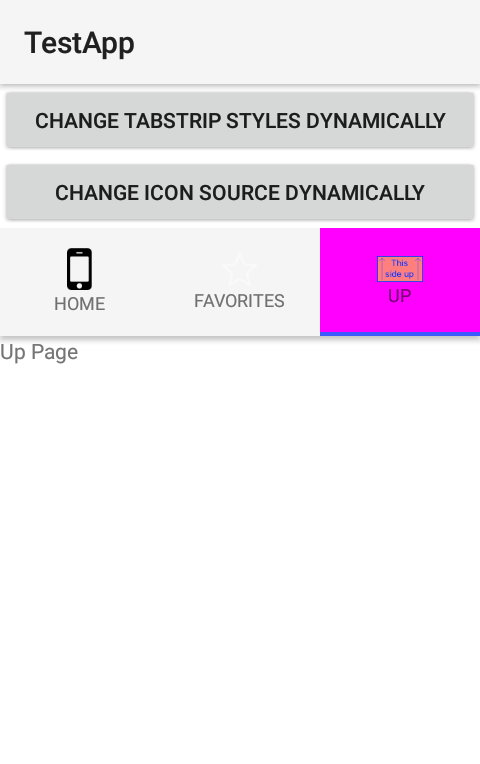 TestApp
CHANGE TABSTRIP STYLES DYNAMICALLY
CHANGE ICON SOURCE DYNAMICALLY
This
side up
HOME
FAVORITES
UP
Up Page